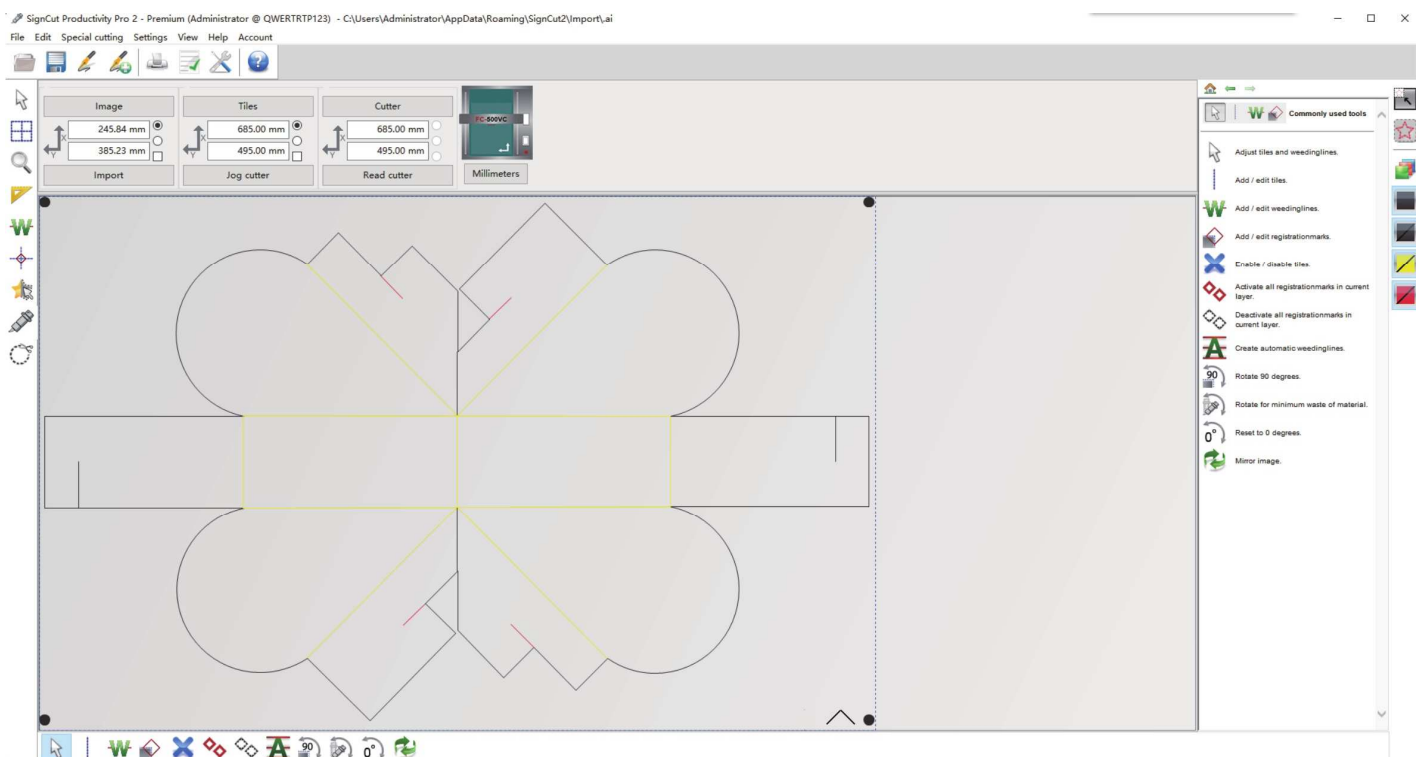 SignCut Productivity Pro 2 - Premium (Administrator @ QWERTRTP123) - C:\Users\Administrator\AppData\Roaming\SignCut2\Import\.ai
File Edit Special cutting Settings View Help Account
Image Tiles Cutter
X 245.84 mm X 685.00 mm X 685.00 mm
Y 385.23 mm Y 495.00 mm Y 495.00 mm
PC-500VC
Import Jog cutter Read cutter Millimeters
W Commonly used tools
Adjust tiles and weedinglines.
Add / edit tiles.
W Add / edit weedinglines.
Add / edit registrationmarks.
Enable / disable tiles.
Activate all registrationmarks in current
layer.
Deactivate all registrationmarks in
current layer.
A Create automatic weedinglines.
90 Rotate 90 degrees.
Rotate for minimum waste of material.
0° Reset to 0 degrees.
Mirror image.
W
W A 90 0°